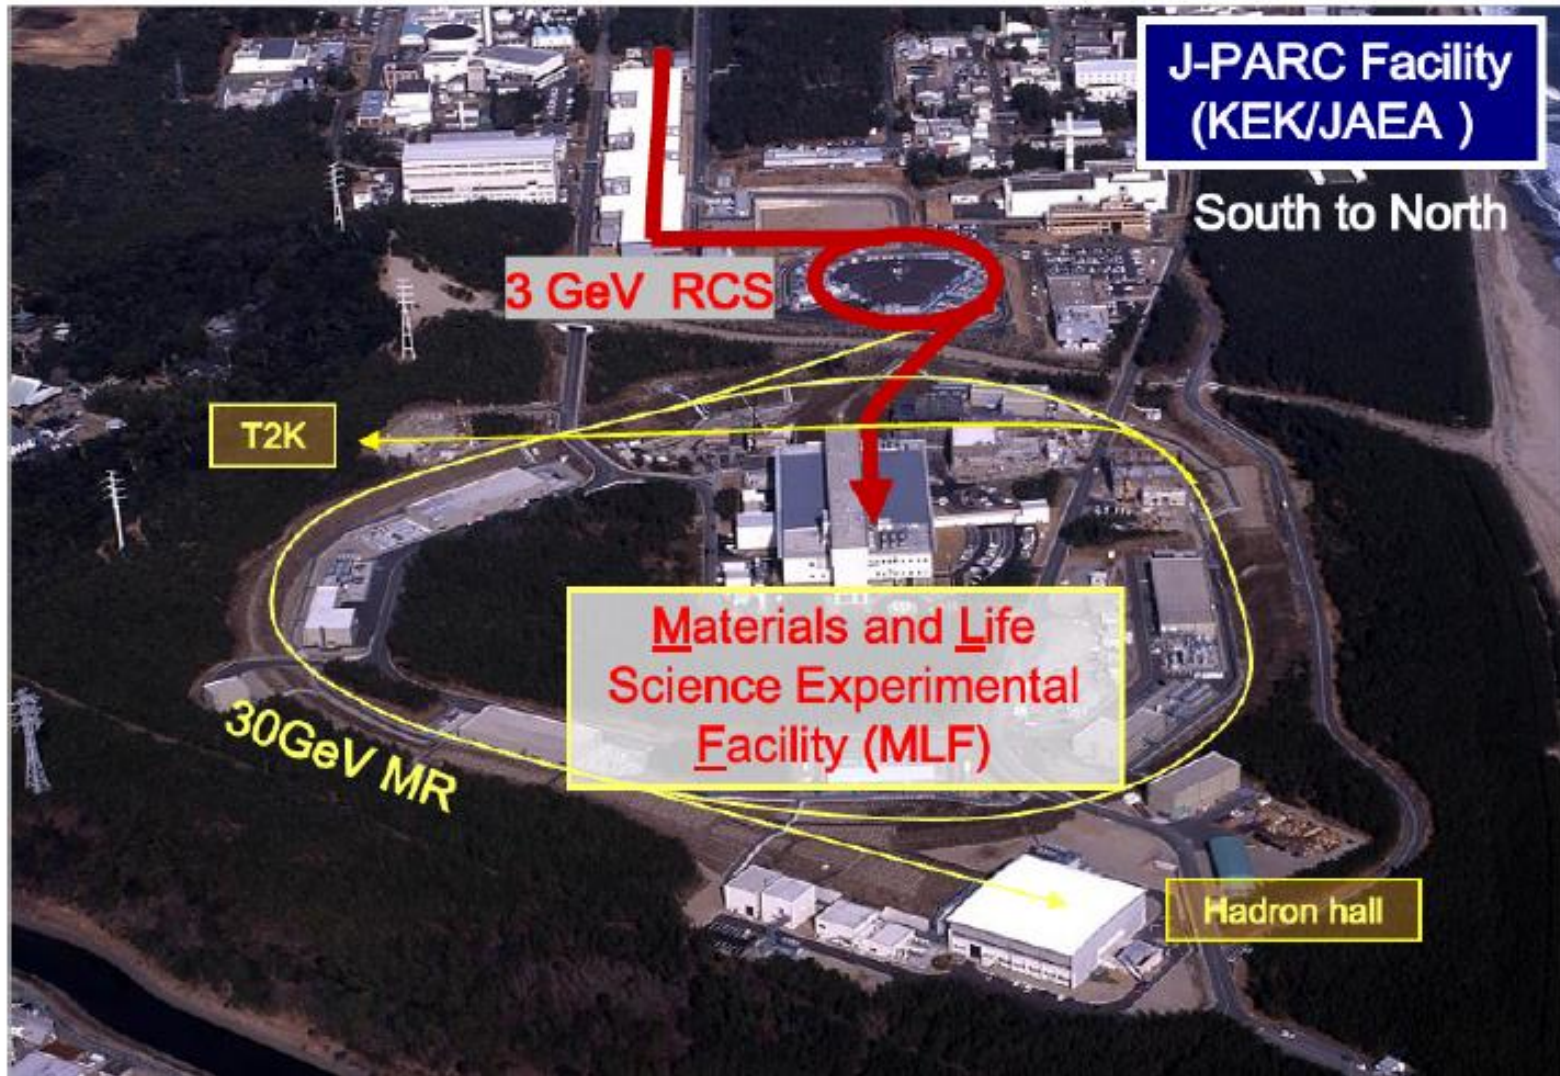 J-PARC Facility
(KEK/JAEA )
South to North
3 GeV RCS
T2K
Materials and Life
Science Experimental
Facility (MLF)
30GeV MR
Hadron hall